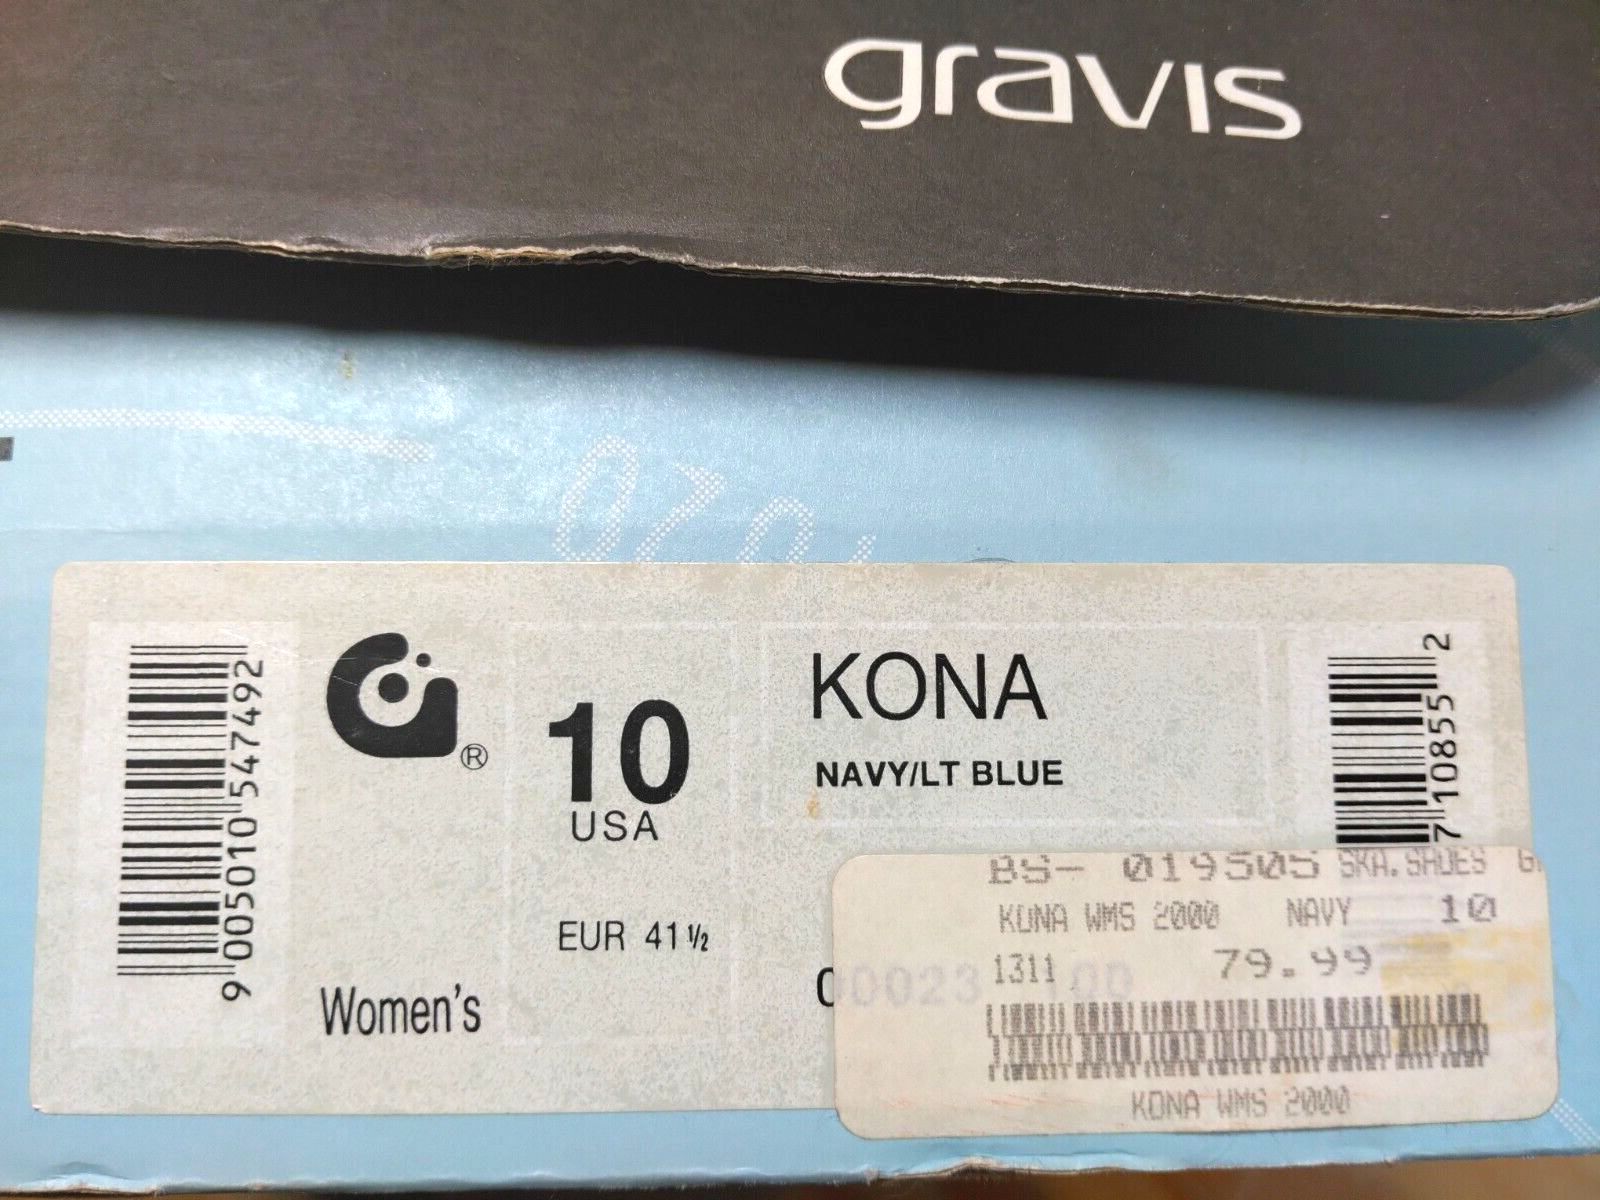 gravis
9 005010 547492
®
10
USA
EUR 41 1/2
Women's
KONA
NAVY/LT BLUE
7 10855 2
BS- 019505 SKA.SHOES
KONA WMS 2000 NAVY 10
1311 79.99
KONA WMS 2000